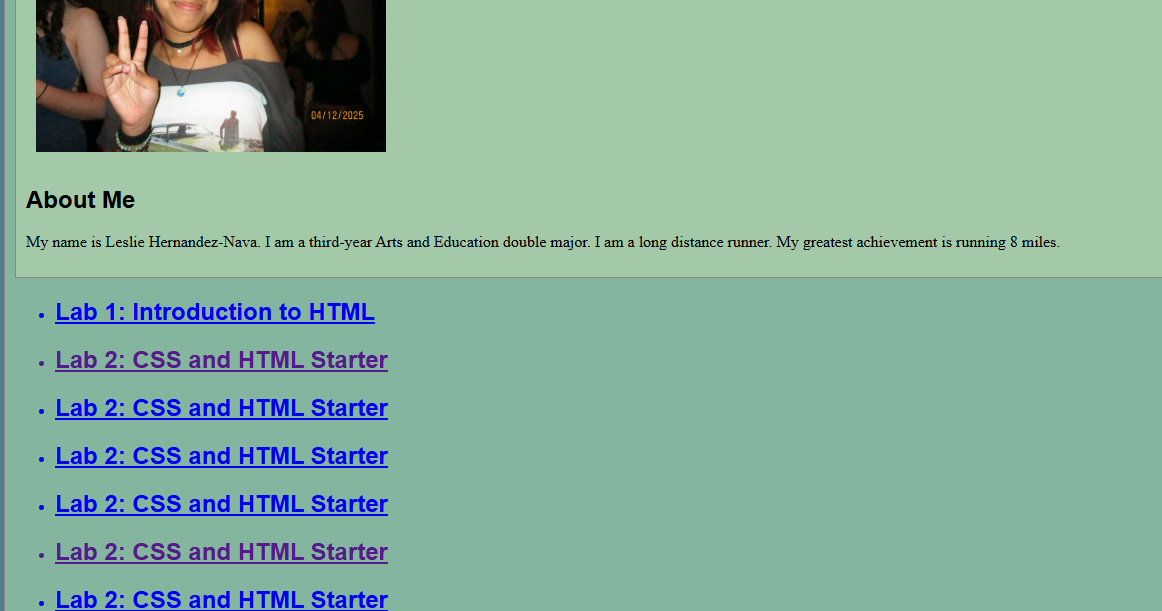 04/12/2025
About Me
My name is Leslie Hernandez-Nava. I am a third-year Arts and Education double major. I am a long distance runner. My greatest achievement is running 8 miles.
Lab 1: Introduction to HTML
Lab 2: CSS and HTML Starter
Lab 2: CSS and HTML Starter
Lab 2: CSS and HTML Starter
Lab 2: CSS and HTML Starter
Lab 2: CSS and HTML Starter
Lab 2: CSS and HTML Starter